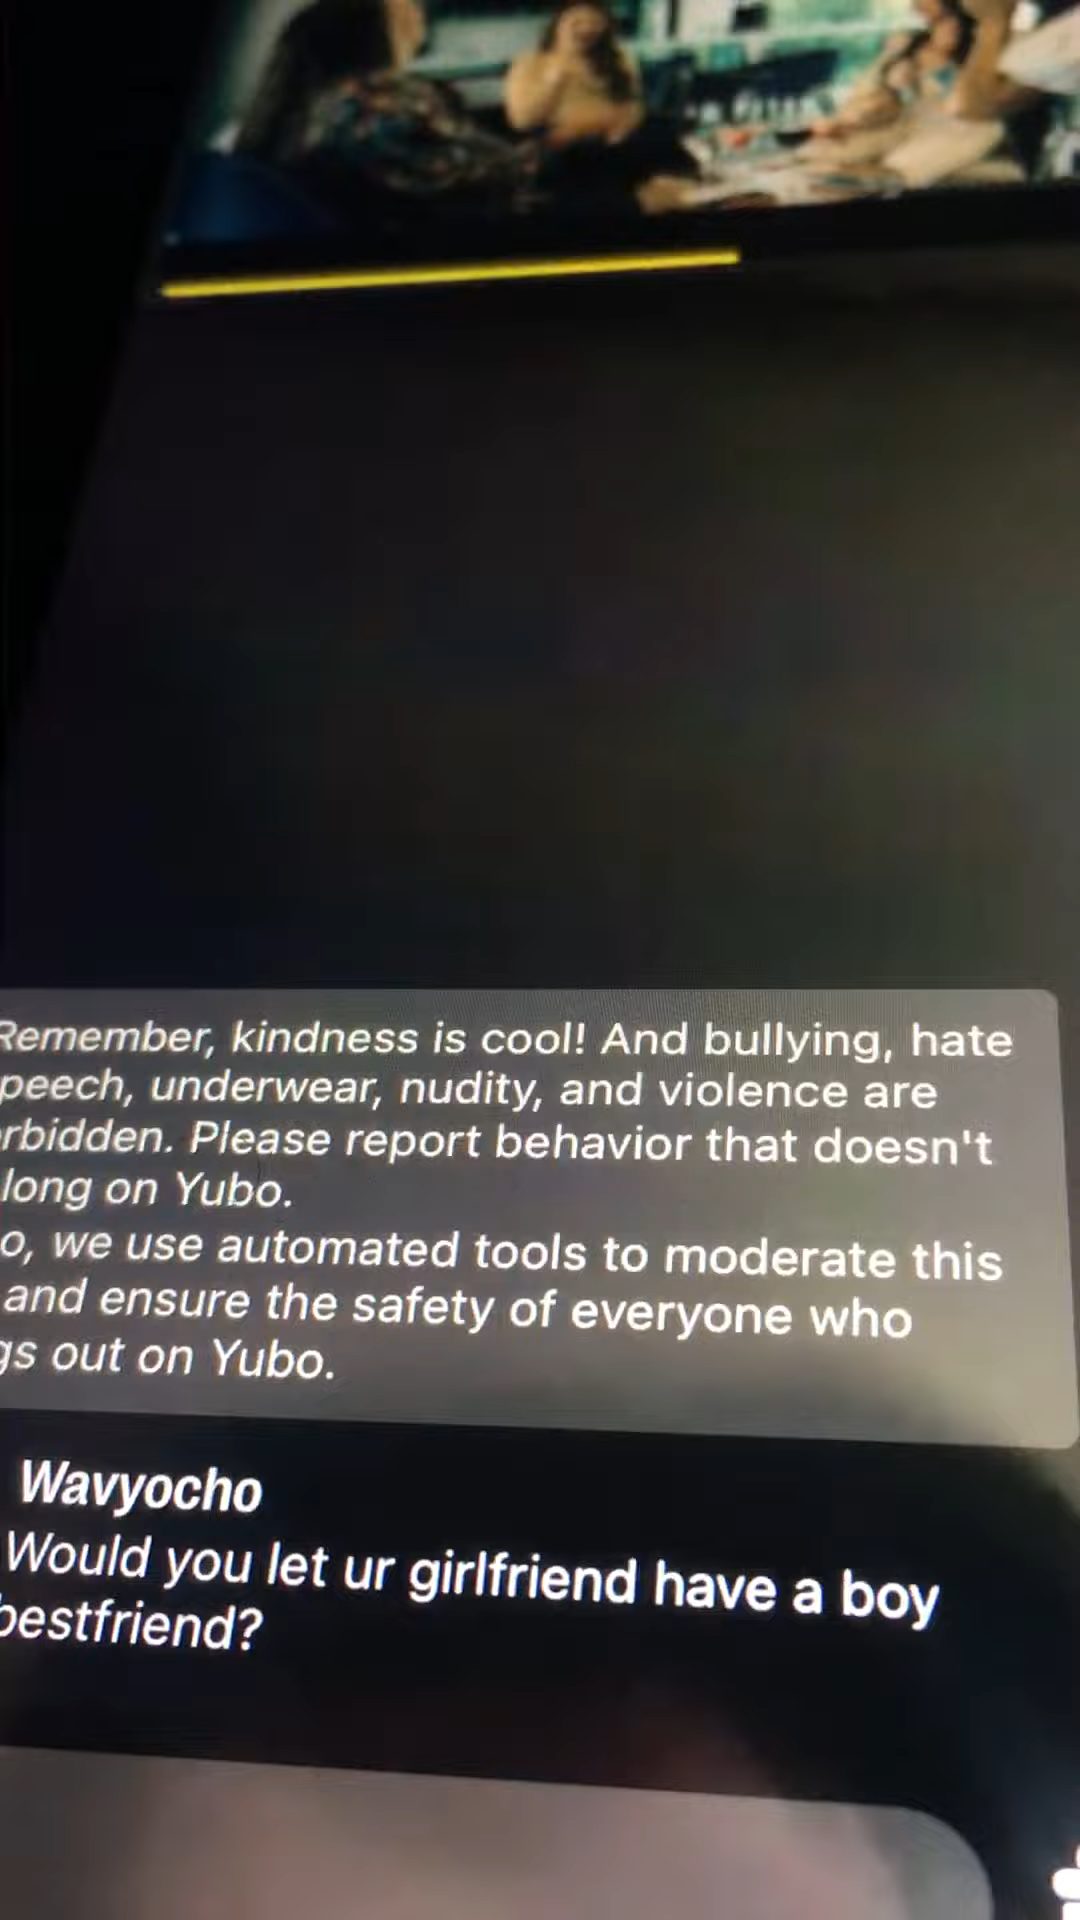 Remember, kindness is cool! And bullying, hate
peech, underwear, nudity, and violence are
rbidden. Please report behavior that doesn't
long on Yubo.
o, we use automated tools to moderate this
and ensure the safety of everyone who
gs out on Yubo.
Wavyocho
Would you let ur girlfriend have a boy
bestfriend?